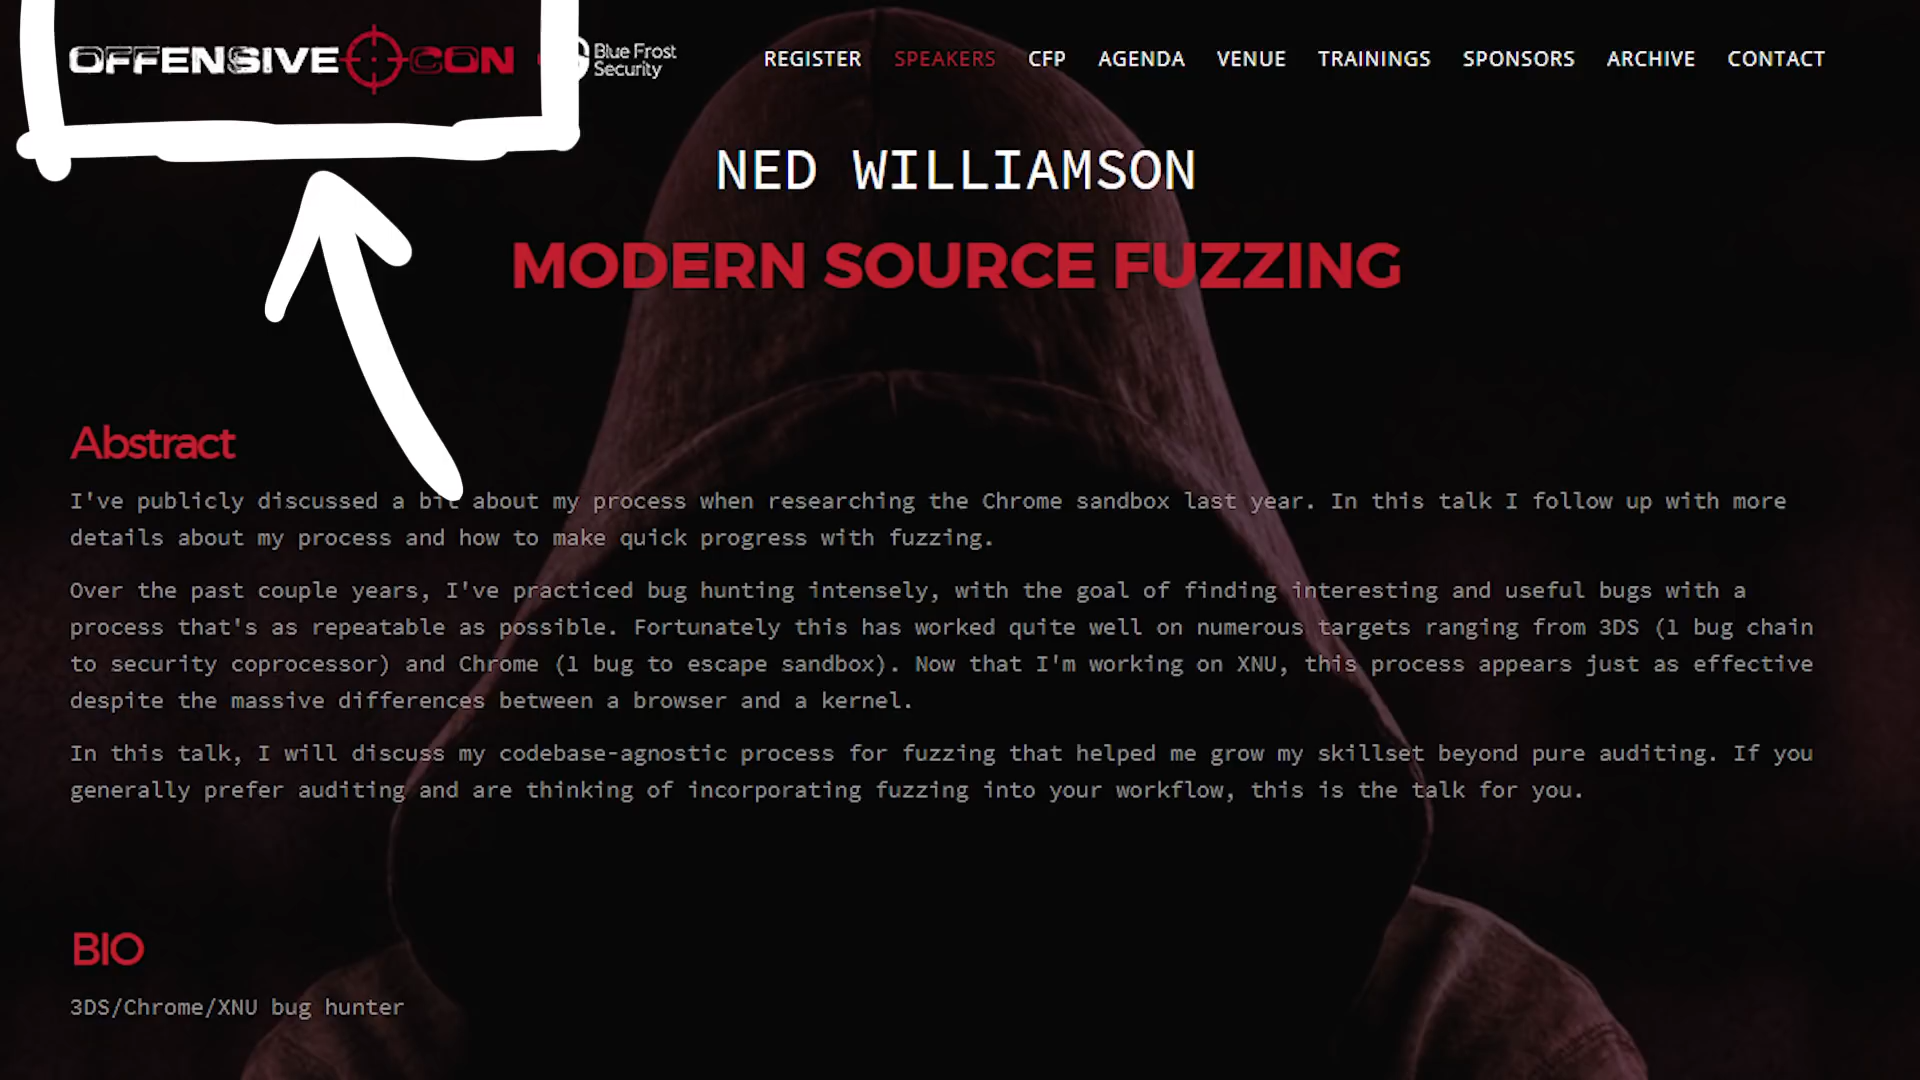 OFFENSIVE CON
Blue Frost
Security
REGISTER SPEAKERS CFP AGENDA VENUE TRAININGS SPONSORS ARCHIVE CONTACT
NED WILLIAMSON
MODERN SOURCE FUZZING
Abstract
I've publicly discussed a bit about my process when researching the Chrome sandbox last year. In this talk I follow up with more
details about my process and how to make quick progress with fuzzing.
Over the past couple years, I've practiced bug hunting intensely, with the goal of finding interesting and useful bugs with a
process that's as repeatable as possible. Fortunately this has worked quite well on numerous targets ranging from 3DS (1 bug chain
to security coprocessor) and Chrome (1 bug to escape sandbox). Now that I'm working on XNU, this process appears just as effective
despite the massive differences between a browser and a kernel.
In this talk, I will discuss my codebase-agnostic process for fuzzing that helped me grow my skillset beyond pure auditing. If you
generally prefer auditing and are thinking of incorporating fuzzing into your workflow, this is the talk for you.
BIO
3DS/Chrome/XNU bug hunter